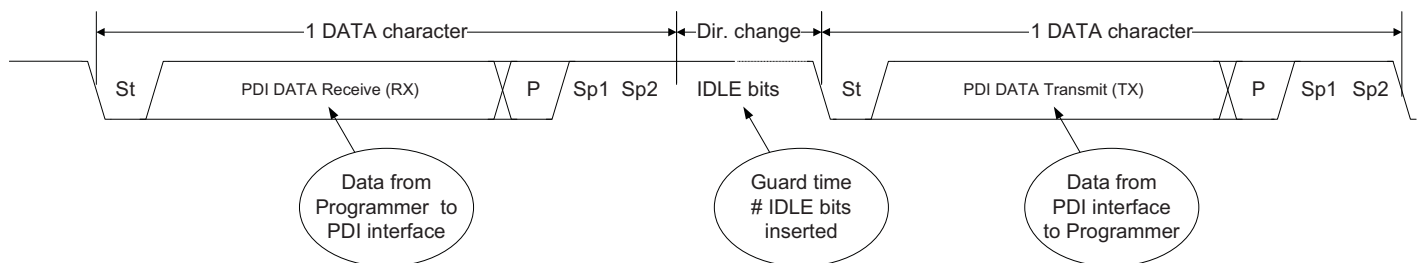 1 DATA character
Dir. change
1 DATA character
St
PDI DATA Receive (RX)
P
Sp1 Sp2
IDLE bits
St
PDI DATA Transmit (TX)
P
Sp1 Sp2
Data from
Programmer to
PDI interface
Guard time
# IDLE bits
inserted
Data from
PDI interface
to Programmer